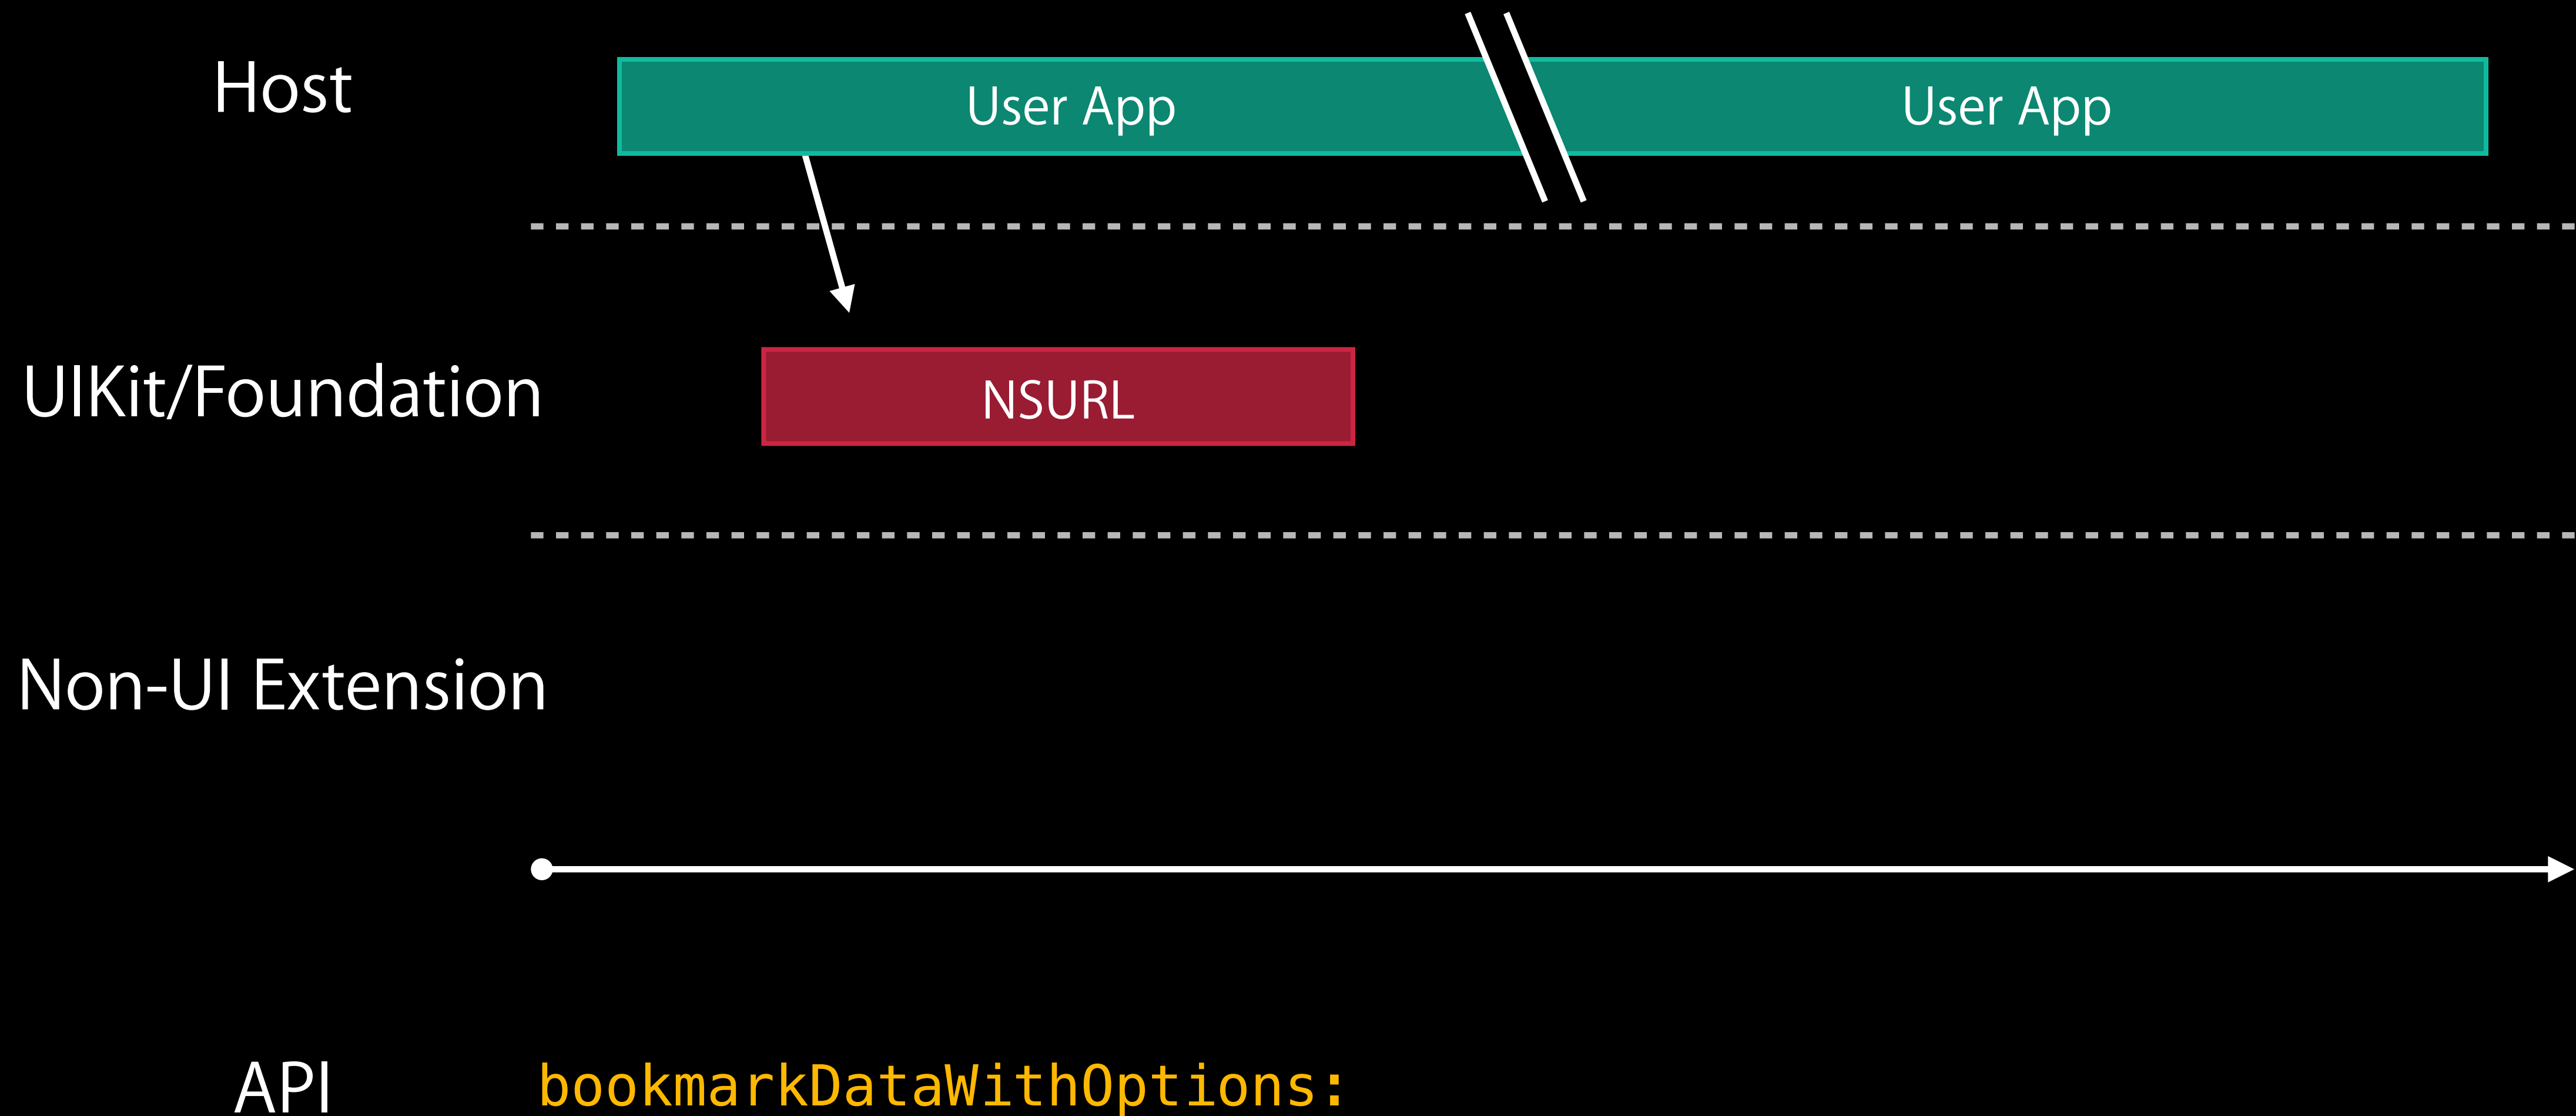 Host
User App
User App
UIKit/Foundation
NSURL
Non-UI Extension
API
bookmarkDataWithOptions: